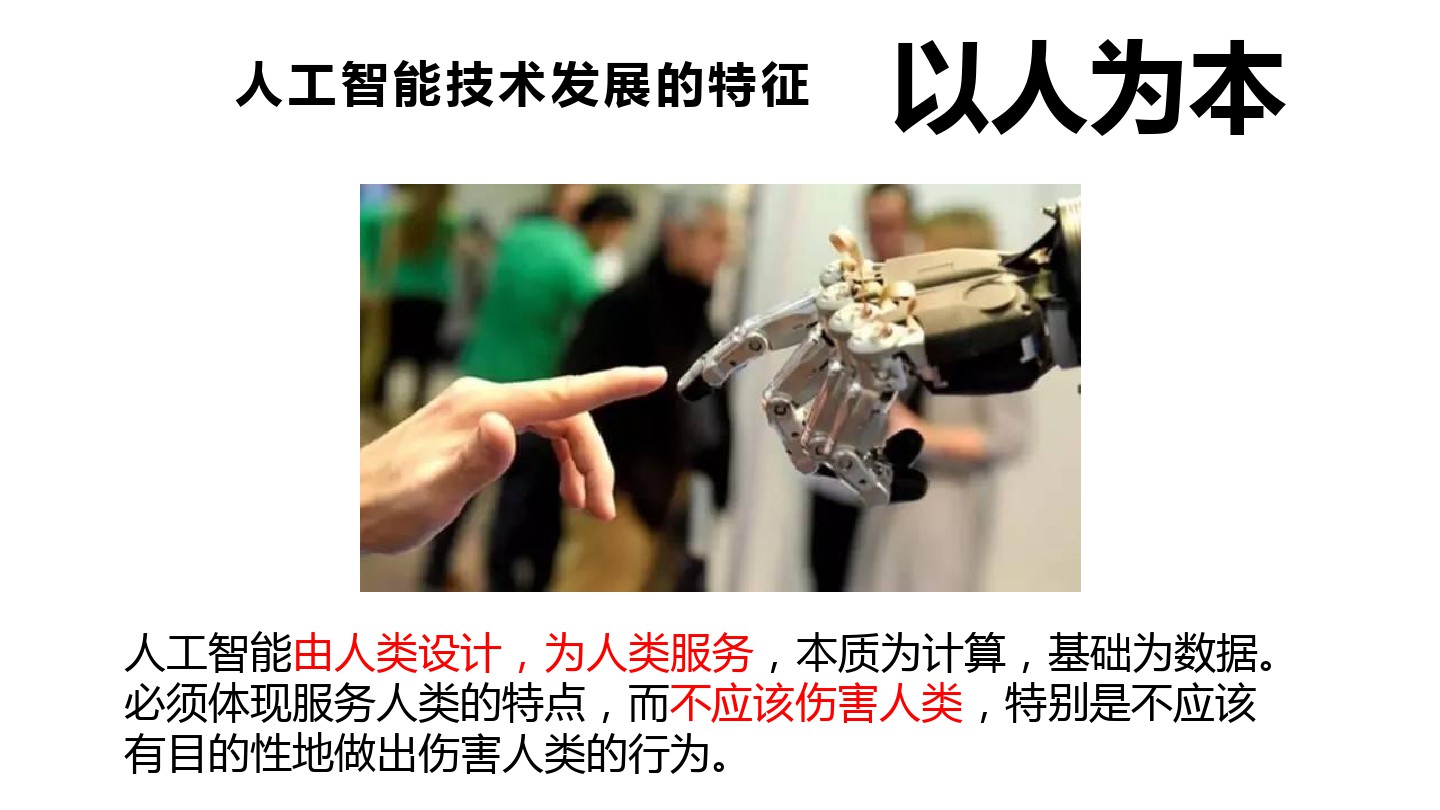 人工智能技术发展的特征 以人为本
人工智能由人类设计，为人类服务，本质为计算，基础为数据。
必须体现服务人类的特点，而不应该伤害人类，特别是不应该
有目的性地做出伤害人类的行为。